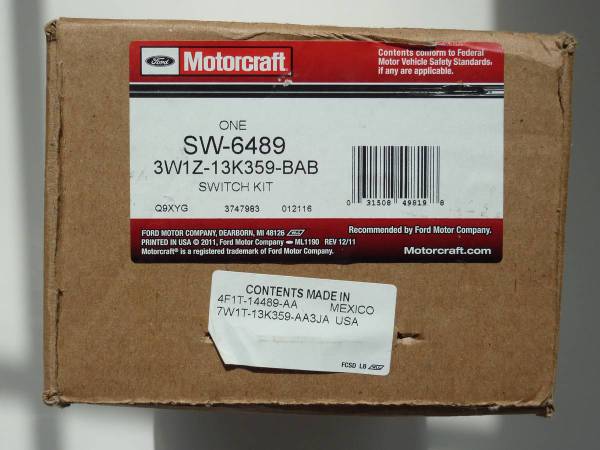 Ford
Motorcraft®
Contents conform to Federal
Motor Vehicle Safety Standards,
if any are applicable.
ONE
SW-6489
3W1Z-13K359-BAB
SWITCH KIT
Q9XYG 3747983 012116
0 31508 49819 8
FORD MOTOR COMPANY, DEARBORN, MI 48126
PRINTED IN USA © 2011, Ford Motor Company • ML1190 REV 12/11
Motorcraft® is a registered trademark of Ford Motor Company.
Recommended by Ford Motor Company.
Motorcraft.com
CONTENTS MADE IN
4F1T-14489-AA MEXICO
7W1T-13K359-AA3JA USA
FCSD LB